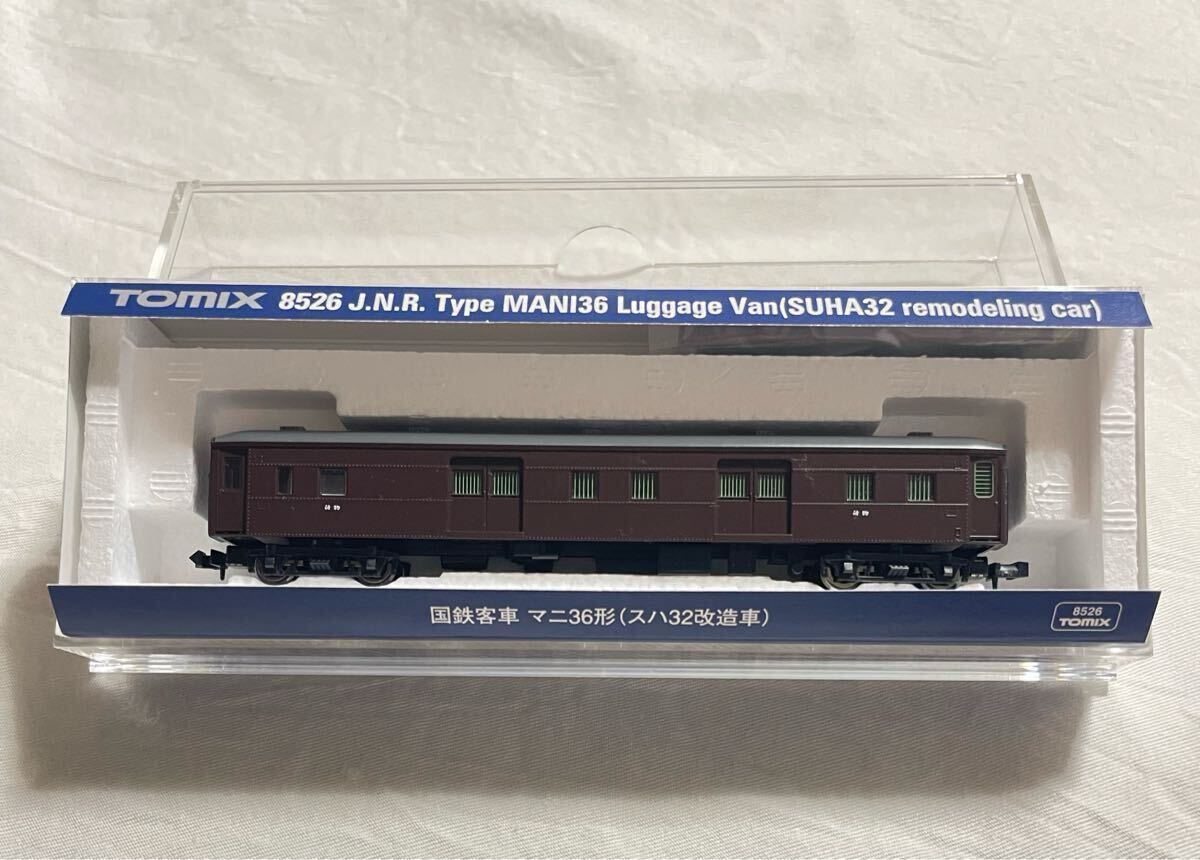 TOMIX 8526 J.N.R. Type MANI36 Luggage Van(SUHA32 remodeling car)
荷物 荷物
国鉄客車 マニ36形(スハ32改造車)
8526
TOMIX